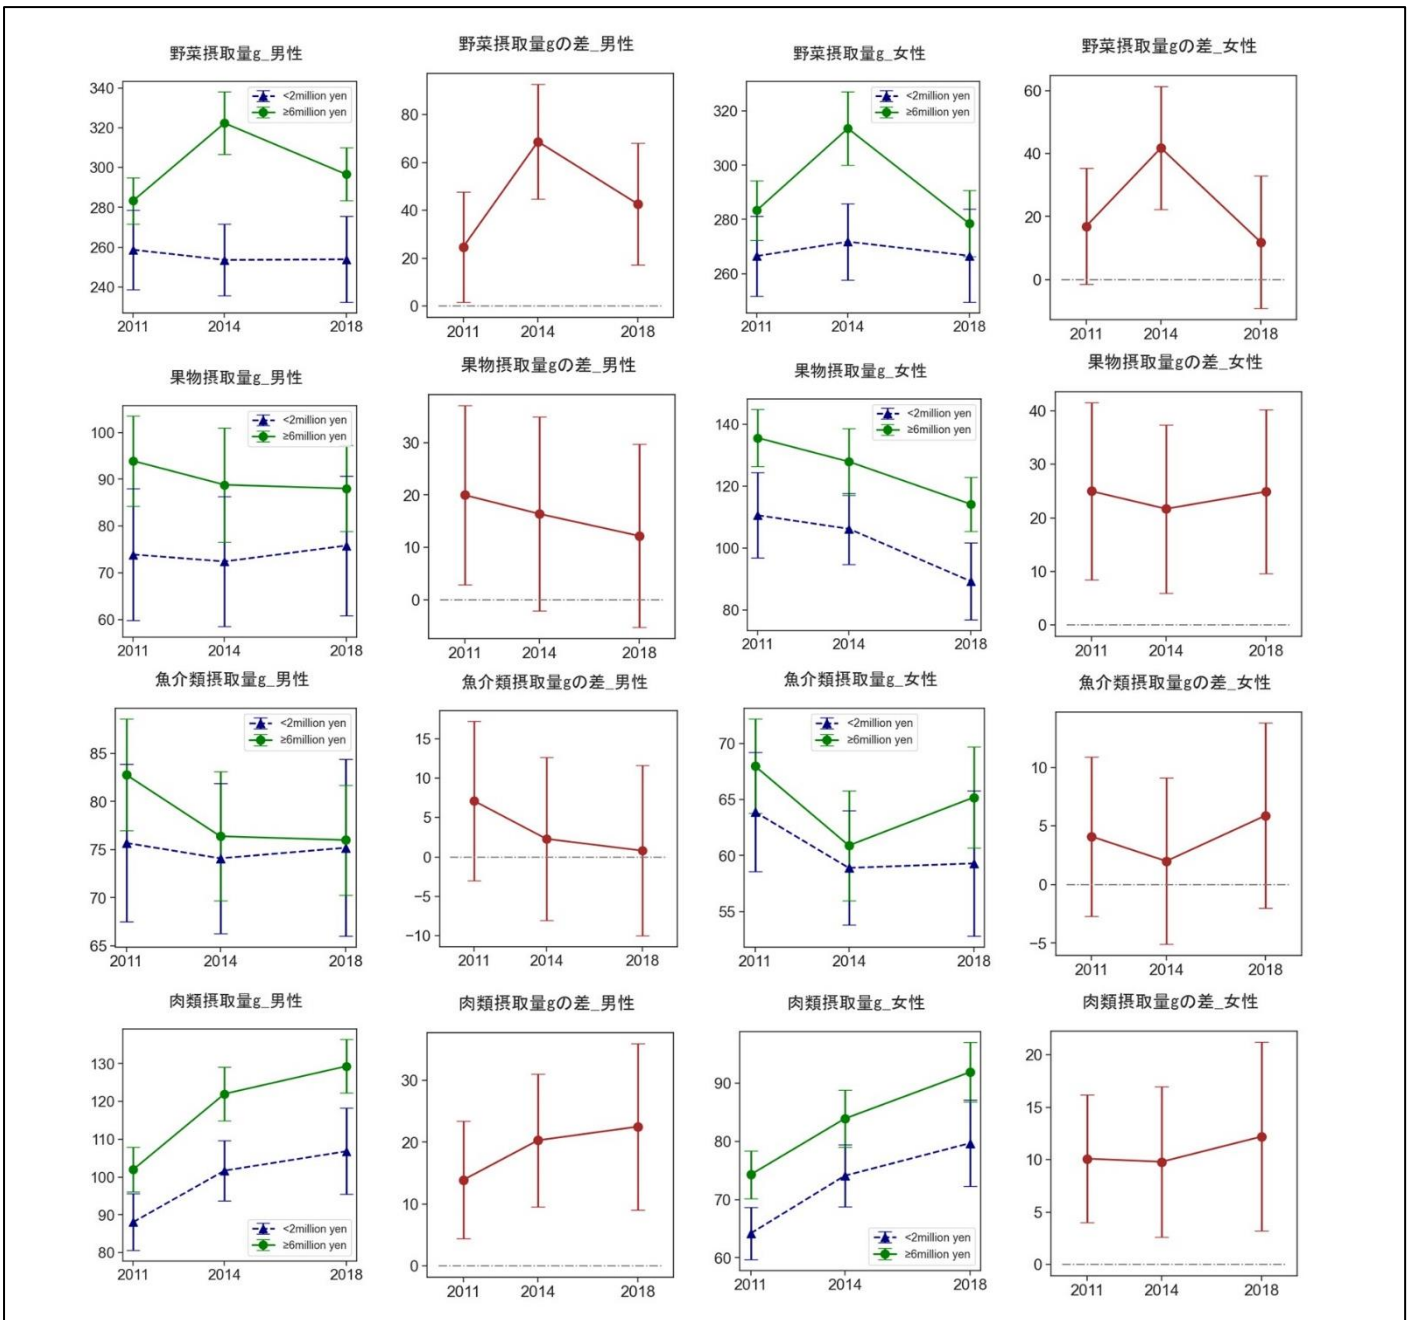 野菜摂取量g_男性
野菜摂取量gの差_男性
野菜摂取量g_女性
野菜摂取量gの差_女性
340
320
300
280
260
240
<2million yen
≥6million yen
2011 2014 2018
80
60
40
20
0
2011 2014 2018
320
300
280
260
<2million yen
≥6million yen
2011 2014 2018
60
40
20
0
2011 2014 2018
果物摂取量g_男性
果物摂取量gの差_男性
果物摂取量g_女性
果物摂取量gの差_女性
100
90
80
70
60
<2million yen
≥6million yen
2011 2014 2018
30
20
10
0
2011 2014 2018
140
120
100
80
<2million yen
≥6million yen
2011 2014 2018
40
30
20
10
0
2011 2014 2018
魚介類摂取量g_男性
魚介類摂取量gの差_男性
魚介類摂取量g_女性
魚介類摂取量gの差_女性
85
80
75
70
65
<2million yen
≥6million yen
2011 2014 2018
15
10
5
0
−5
−10
2011 2014 2018
70
65
60
55
<2million yen
≥6million yen
2011 2014 2018
10
5
0
−5
2011 2014 2018
肉類摂取量g_男性
肉類摂取量gの差_男性
肉類摂取量g_女性
肉類摂取量gの差_女性
130
120
110
100
90
80
<2million yen
≥6million yen
2011 2014 2018
30
20
10
0
2011 2014 2018
90
80
70
60
<2million yen
≥6million yen
2011 2014 2018
20
15
10
5
0
2011 2014 2018